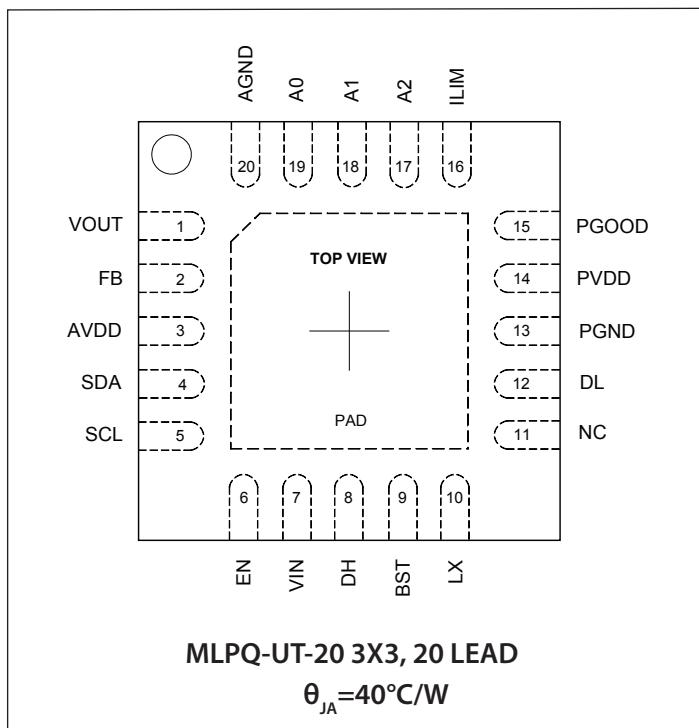 AGND A0 A1 A2 ILIM
20 19 18 17 16
VOUT 1 15 PGOOD
FB 2 14 PVDD
AVDD 3 13 PGND
SDA 4 12 DL
SCL 5 11 NC
TOP VIEW
PAD
6 7 8 9 10
EN VIN DH BST LX
MLPQ-UT-20 3X3, 20 LEAD
θJA=40°C/W